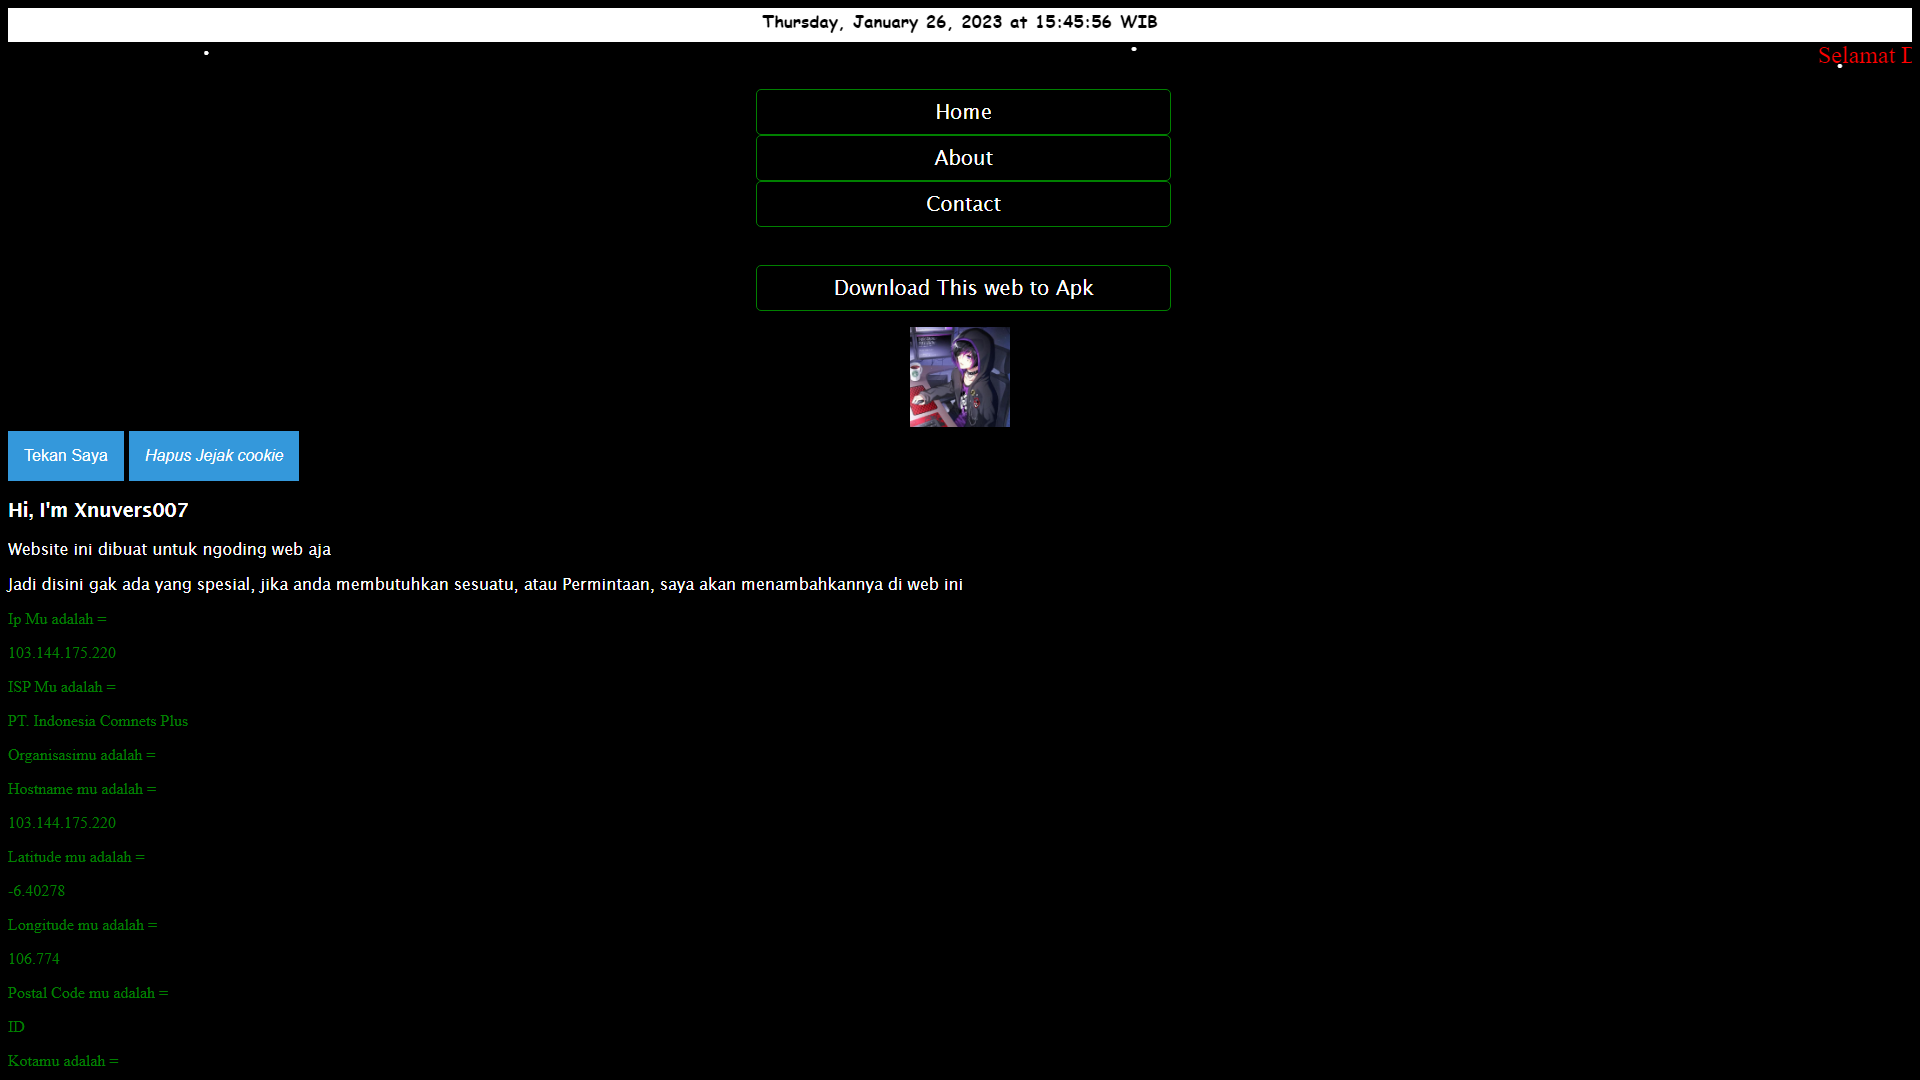 Thursday, January 26, 2023 at 15:45:56 WIB
Selamat
Home
About
Contact
Download This web to Apk
Tekan Saya
Hapus Jejak cookie
Hi, I'm Xnuvers007
Website ini dibuat untuk ngoding web aja
Jadi disini gak ada yang spesial, jika anda membutuhkan sesuatu, atau Permintaan, saya akan menambahkannya di web ini
Ip Mu adalah =
103.144.175.220
ISP Mu adalah =
PT. Indonesia Comnets Plus
Organisasimu adalah =
Hostname mu adalah =
103.144.175.220
Latitude mu adalah =
-6.40278
Longitude mu adalah =
106.774
Postal Code mu adalah =
ID
Kotamu adalah =